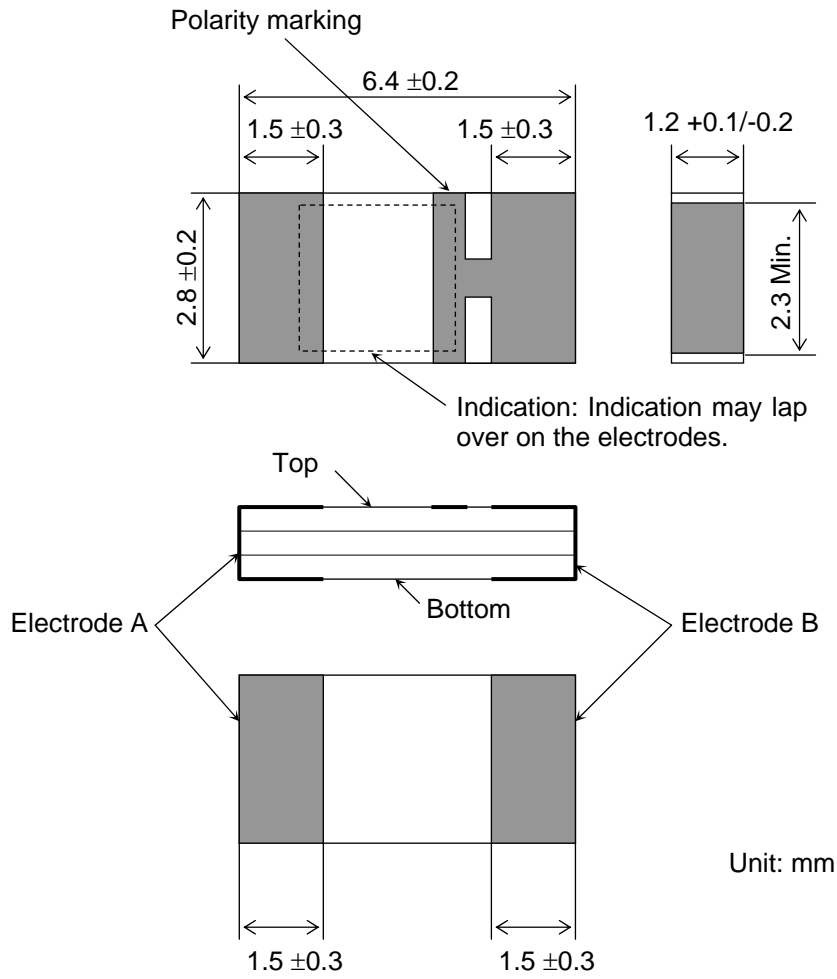 Polarity marking
6.4 ±0.2
1.5 ±0.3
1.5 ±0.3
1.2 +0.1/-0.2
2.8 ±0.2
2.3 Min.
Indication: Indication may lap
over on the electrodes.
Top
Bottom
Electrode A
Electrode B
Unit: mm
1.5 ±0.3
1.5 ±0.3